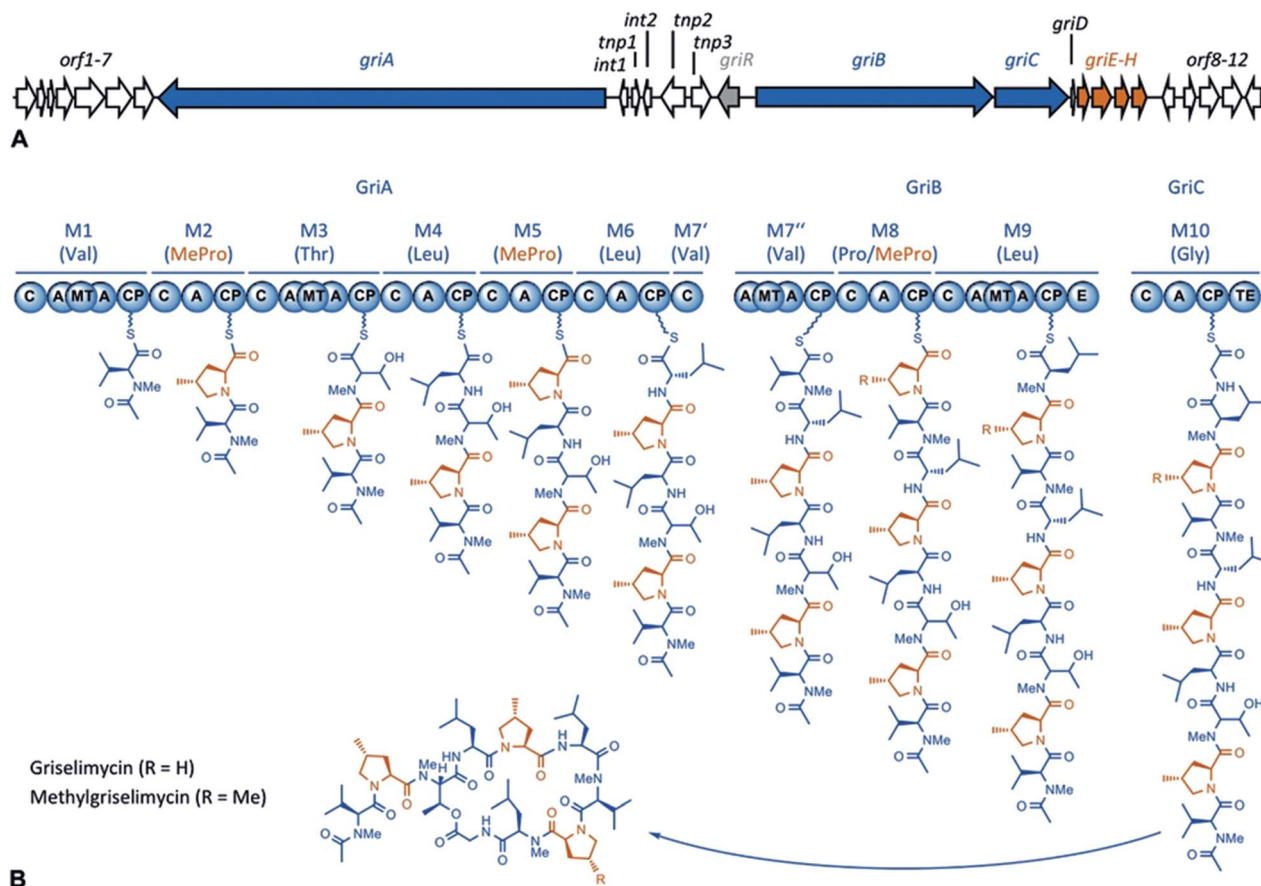 int2 tnp2 griD
orf1-7 griA tnp1 tnp3 griR griB griC griE-H orf8-12
int1
A
GriA GriB GriC
M1 M2 M3 M4 M5 M6 M7‘ M7‘‘ M8 M9 M10
(Val) (MePro) (Thr) (Leu) (MePro) (Leu) (Val) (Val) (Pro/MePro) (Leu) (Gly)
C A MT A CP C A CP C A MT A CP C A CP C A CP C A CP C A MT A CP C A CP C A MT A CP E C A CP TE
Griselimycin (R = H)
Methylgriselimycin (R = Me)
B